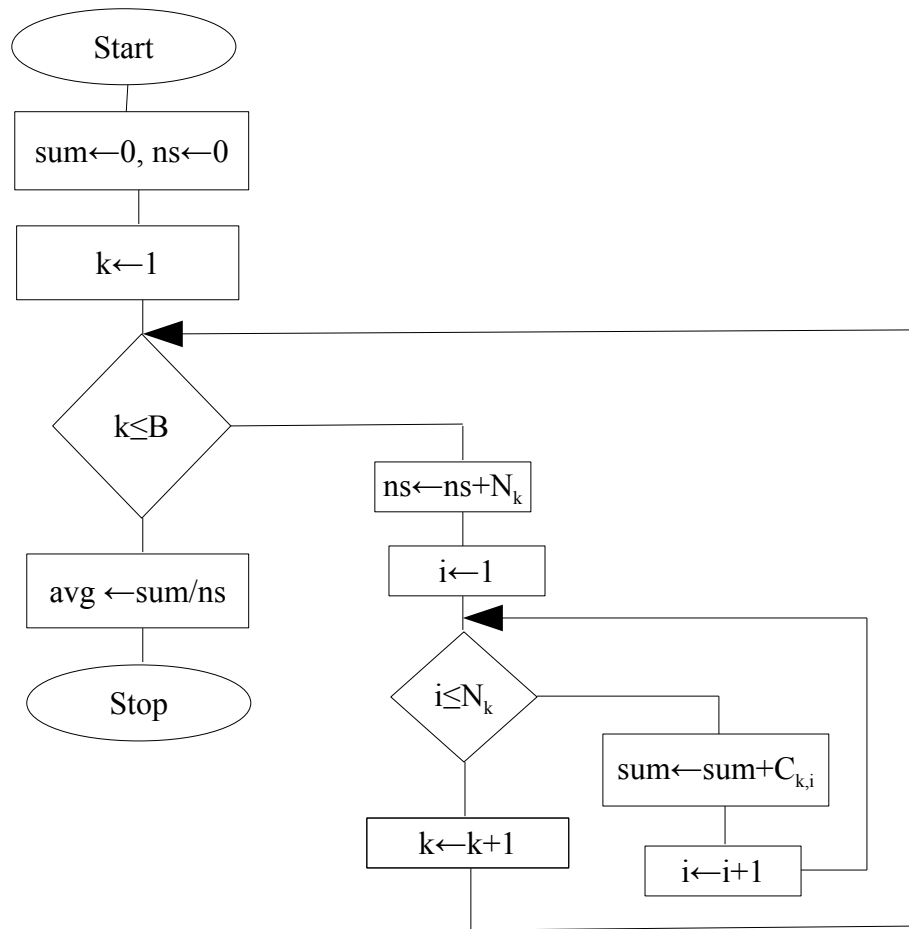 Start
sum←0, ns←0
k←1
k≤B
ns←ns+Nₖ
i←1
avg ←sum/ns
i≤Nₖ
Stop
sum←sum+Cₖ,ᵢ
k←k+1
i←i+1